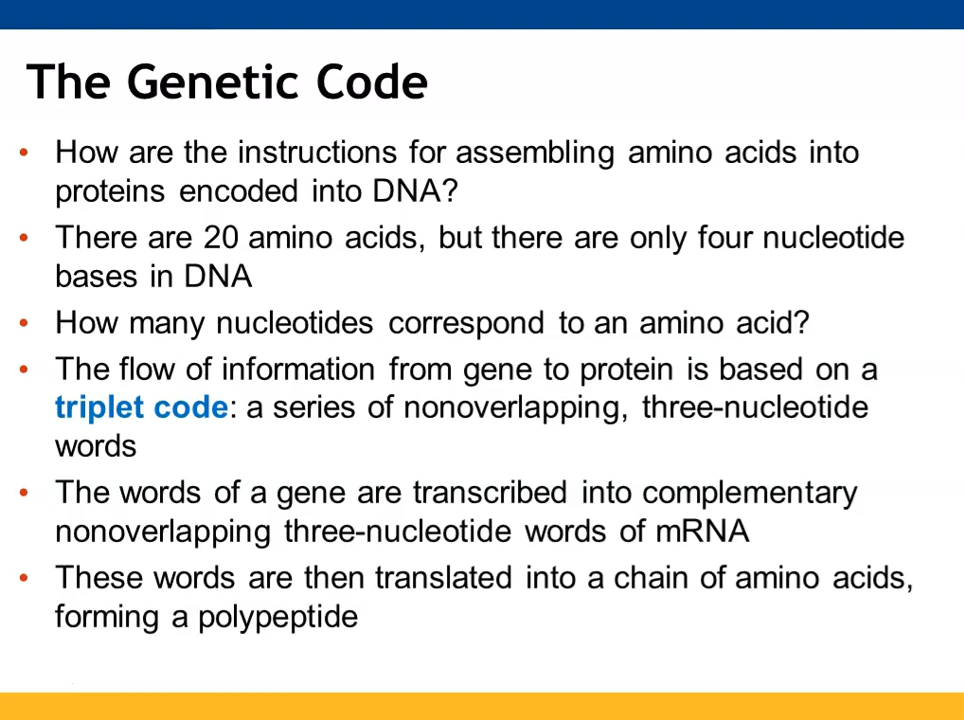 The Genetic Code
• How are the instructions for assembling amino acids into
proteins encoded into DNA?
• There are 20 amino acids, but there are only four nucleotide
bases in DNA
• How many nucleotides correspond to an amino acid?
• The flow of information from gene to protein is based on a
triplet code: a series of nonoverlapping, three-nucleotide
words
• The words of a gene are transcribed into complementary
nonoverlapping three-nucleotide words of mRNA
• These words are then translated into a chain of amino acids,
forming a polypeptide